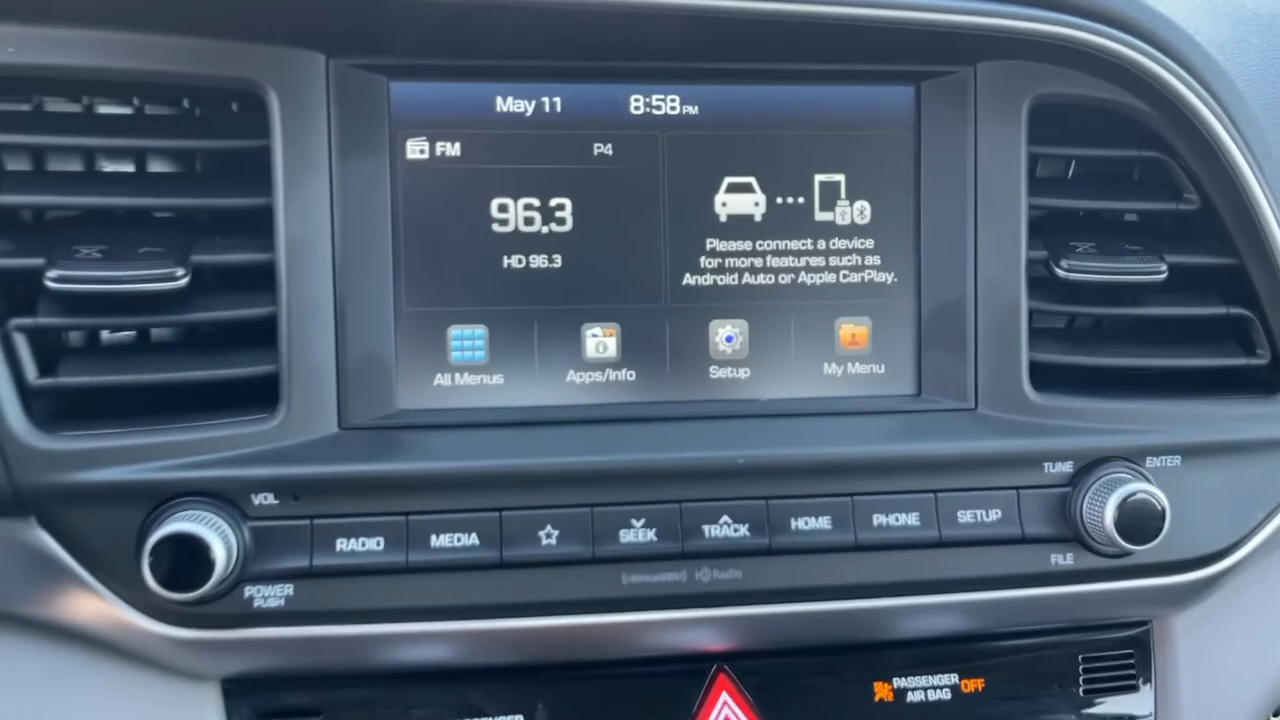 May 11 8:58 PM
FM P4
96.3
HD 96.3
Please connect a device
for more features such as
Android Auto or Apple CarPlay.
All Menus Apps/Info Setup My Menu
VOL
TUNE ENTER
RADIO MEDIA SEEK TRACK HOME PHONE SETUP
POWER
PUSH
FILE
((SiriusXM)) HD Radio
PASSENGER
AIR BAG OFF
PASSENGER